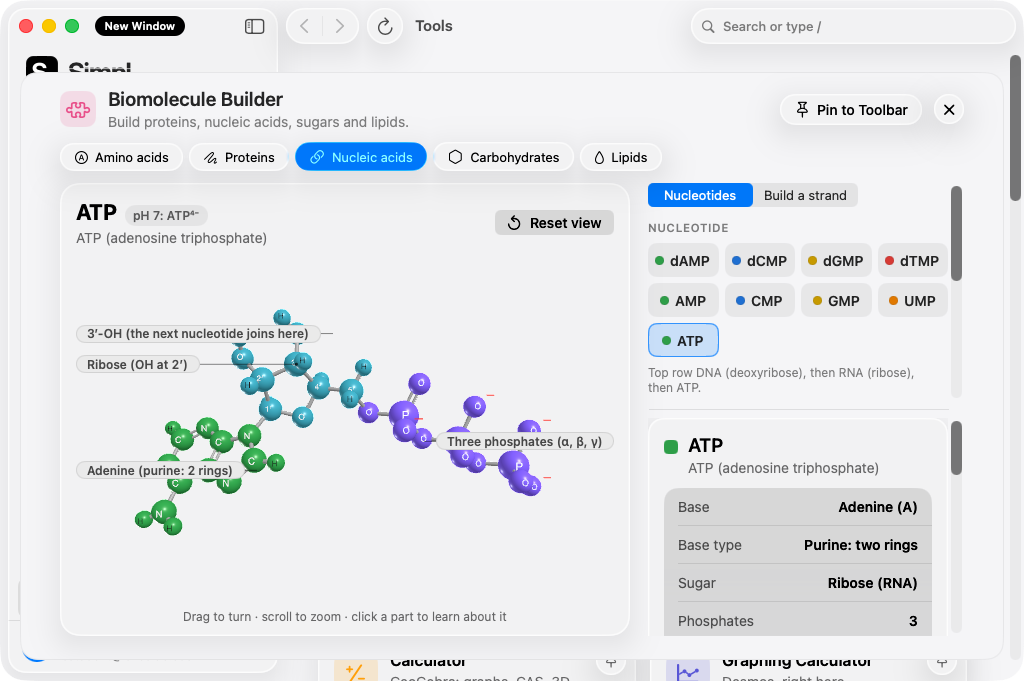 New Window
Tools
Search or type /
Simpl
Biomolecule Builder
Build proteins, nucleic acids, sugars and lipids.
Pin to Toolbar
Amino acids
Proteins
Nucleic acids
Carbohydrates
Lipids
ATP
pH 7: ATP⁴⁻
ATP (adenosine triphosphate)
Reset view
3′-OH (the next nucleotide joins here)
Ribose (OH at 2′)
Three phosphates (α, β, γ)
Adenine (purine: 2 rings)
Drag to turn · scroll to zoom · click a part to learn about it
Nucleotides
Build a strand
NUCLEOTIDE
dAMP
dCMP
dGMP
dTMP
AMP
CMP
GMP
UMP
ATP
Top row DNA (deoxyribose), then RNA (ribose),
then ATP.
ATP
ATP (adenosine triphosphate)
Base Adenine (A)
Base type Purine: two rings
Sugar Ribose (RNA)
Phosphates 3
Calculator
GeoGebra: graphs, CAS, 3D
Graphing Calculator
Desmos, right here